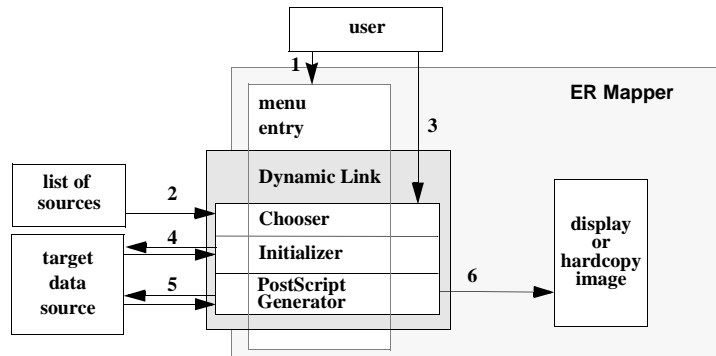 user
1
ER Mapper
menu
entry
3
Dynamic Link
list of
sources
2
Chooser
4
Initializer
target
data
source
5
PostScript
Generator
6
display
or
hardcopy
image